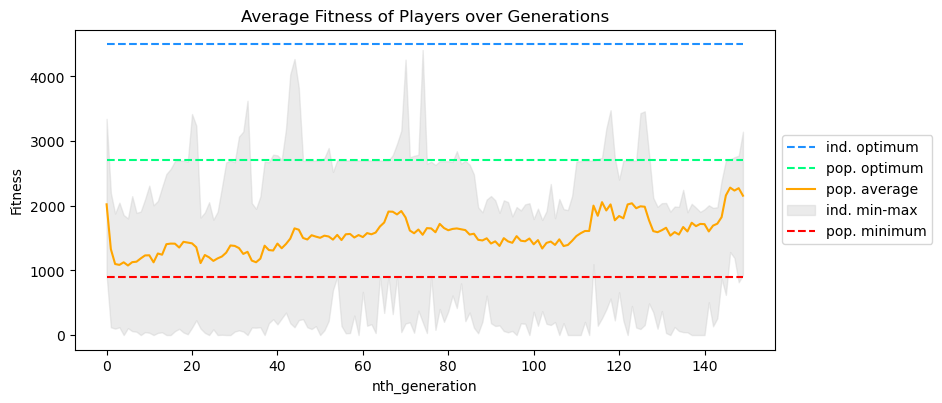 Average Fitness of Players over Generations
Fitness
4000
3000
2000
1000
0
0 20 40 60 80 100 120 140
nth_generation
ind. optimum
pop. optimum
pop. average
ind. min-max
pop. minimum